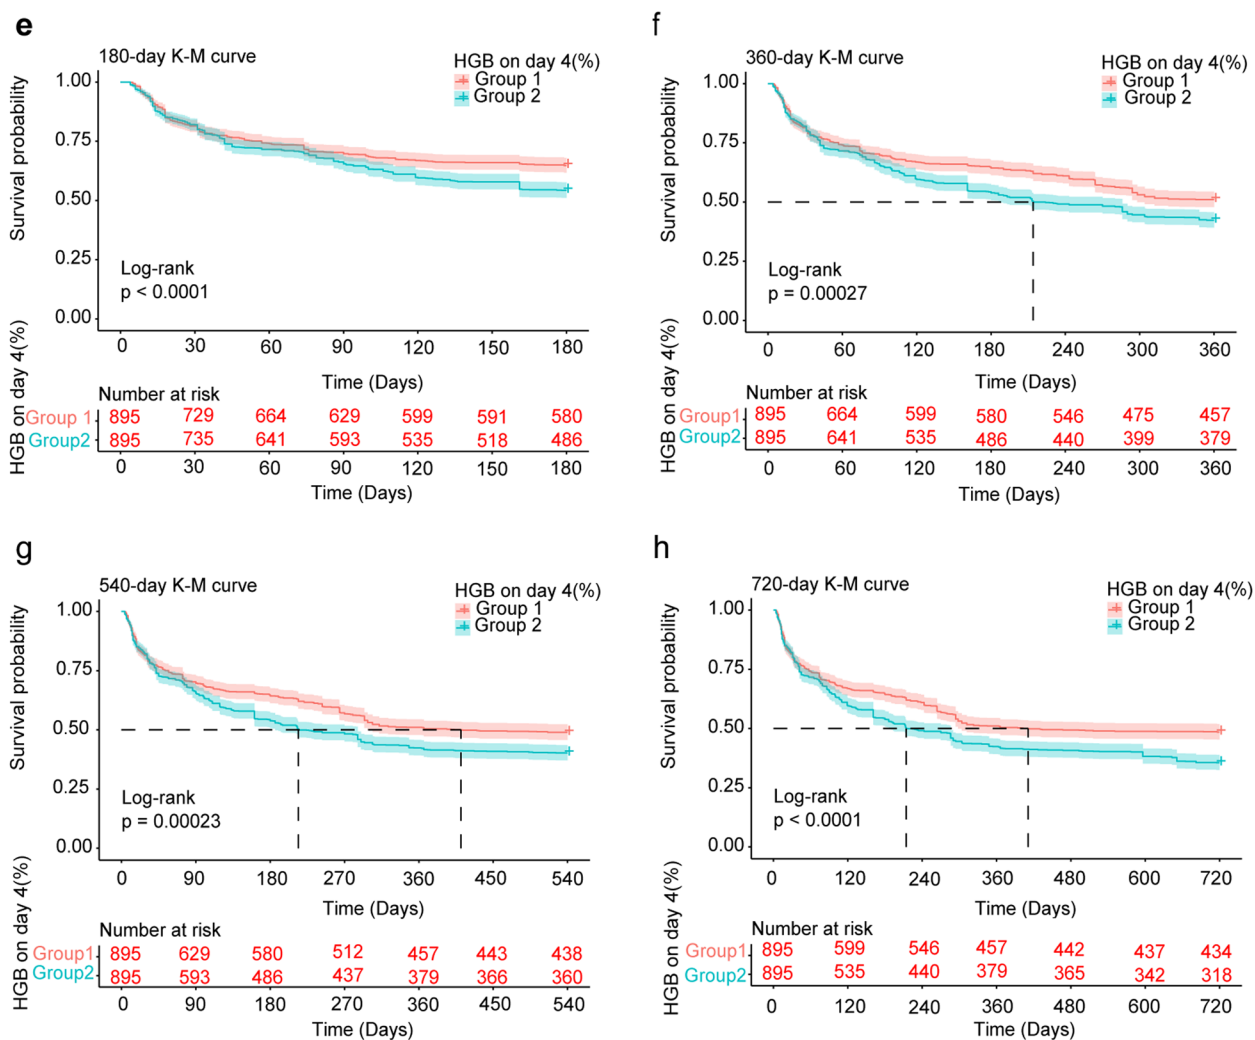 e
180-day K-M curve
HGB on day 4(%)
Group 1
Group 2
Survival probability
1.00
0.75
0.50
0.25
0.00
Log-rank
p < 0.0001
0 30 60 90 120 150 180
Time (Days)
HGB on day 4(%)
Number at risk
Group 1 895 729 664 629 599 591 580
Group2 895 735 641 593 535 518 486
0 30 60 90 120 150 180
Time (Days)
f
360-day K-M curve
HGB on day 4(%)
Group 1
Group 2
Survival probability
1.00
0.75
0.50
0.25
0.00
Log-rank
p = 0.00027
0 60 120 180 240 300 360
Time (Days)
HGB on day 4(%)
Number at risk
Group1 895 664 599 580 546 475 457
Group2 895 641 535 486 440 399 379
0 60 120 180 240 300 360
Time (Days)
g
540-day K-M curve
HGB on day 4(%)
Group 1
Group 2
Survival probability
1.00
0.75
0.50
0.25
0.00
Log-rank
p = 0.00023
0 90 180 270 360 450 540
Time (Days)
HGB on day 4(%)
Number at risk
Group1 895 629 580 512 457 443 438
Group2 895 593 486 437 379 366 360
0 90 180 270 360 450 540
Time (Days)
h
720-day K-M curve
HGB on day 4(%)
Group 1
Group 2
Survival probability
1.00
0.75
0.50
0.25
0.00
Log-rank
p < 0.0001
0 120 240 360 480 600 720
Time (Days)
HGB on day 4(%)
Number at risk
Group1 895 599 546 457 442 437 434
Group2 895 535 440 379 365 342 318
0 120 240 360 480 600 720
Time (Days)